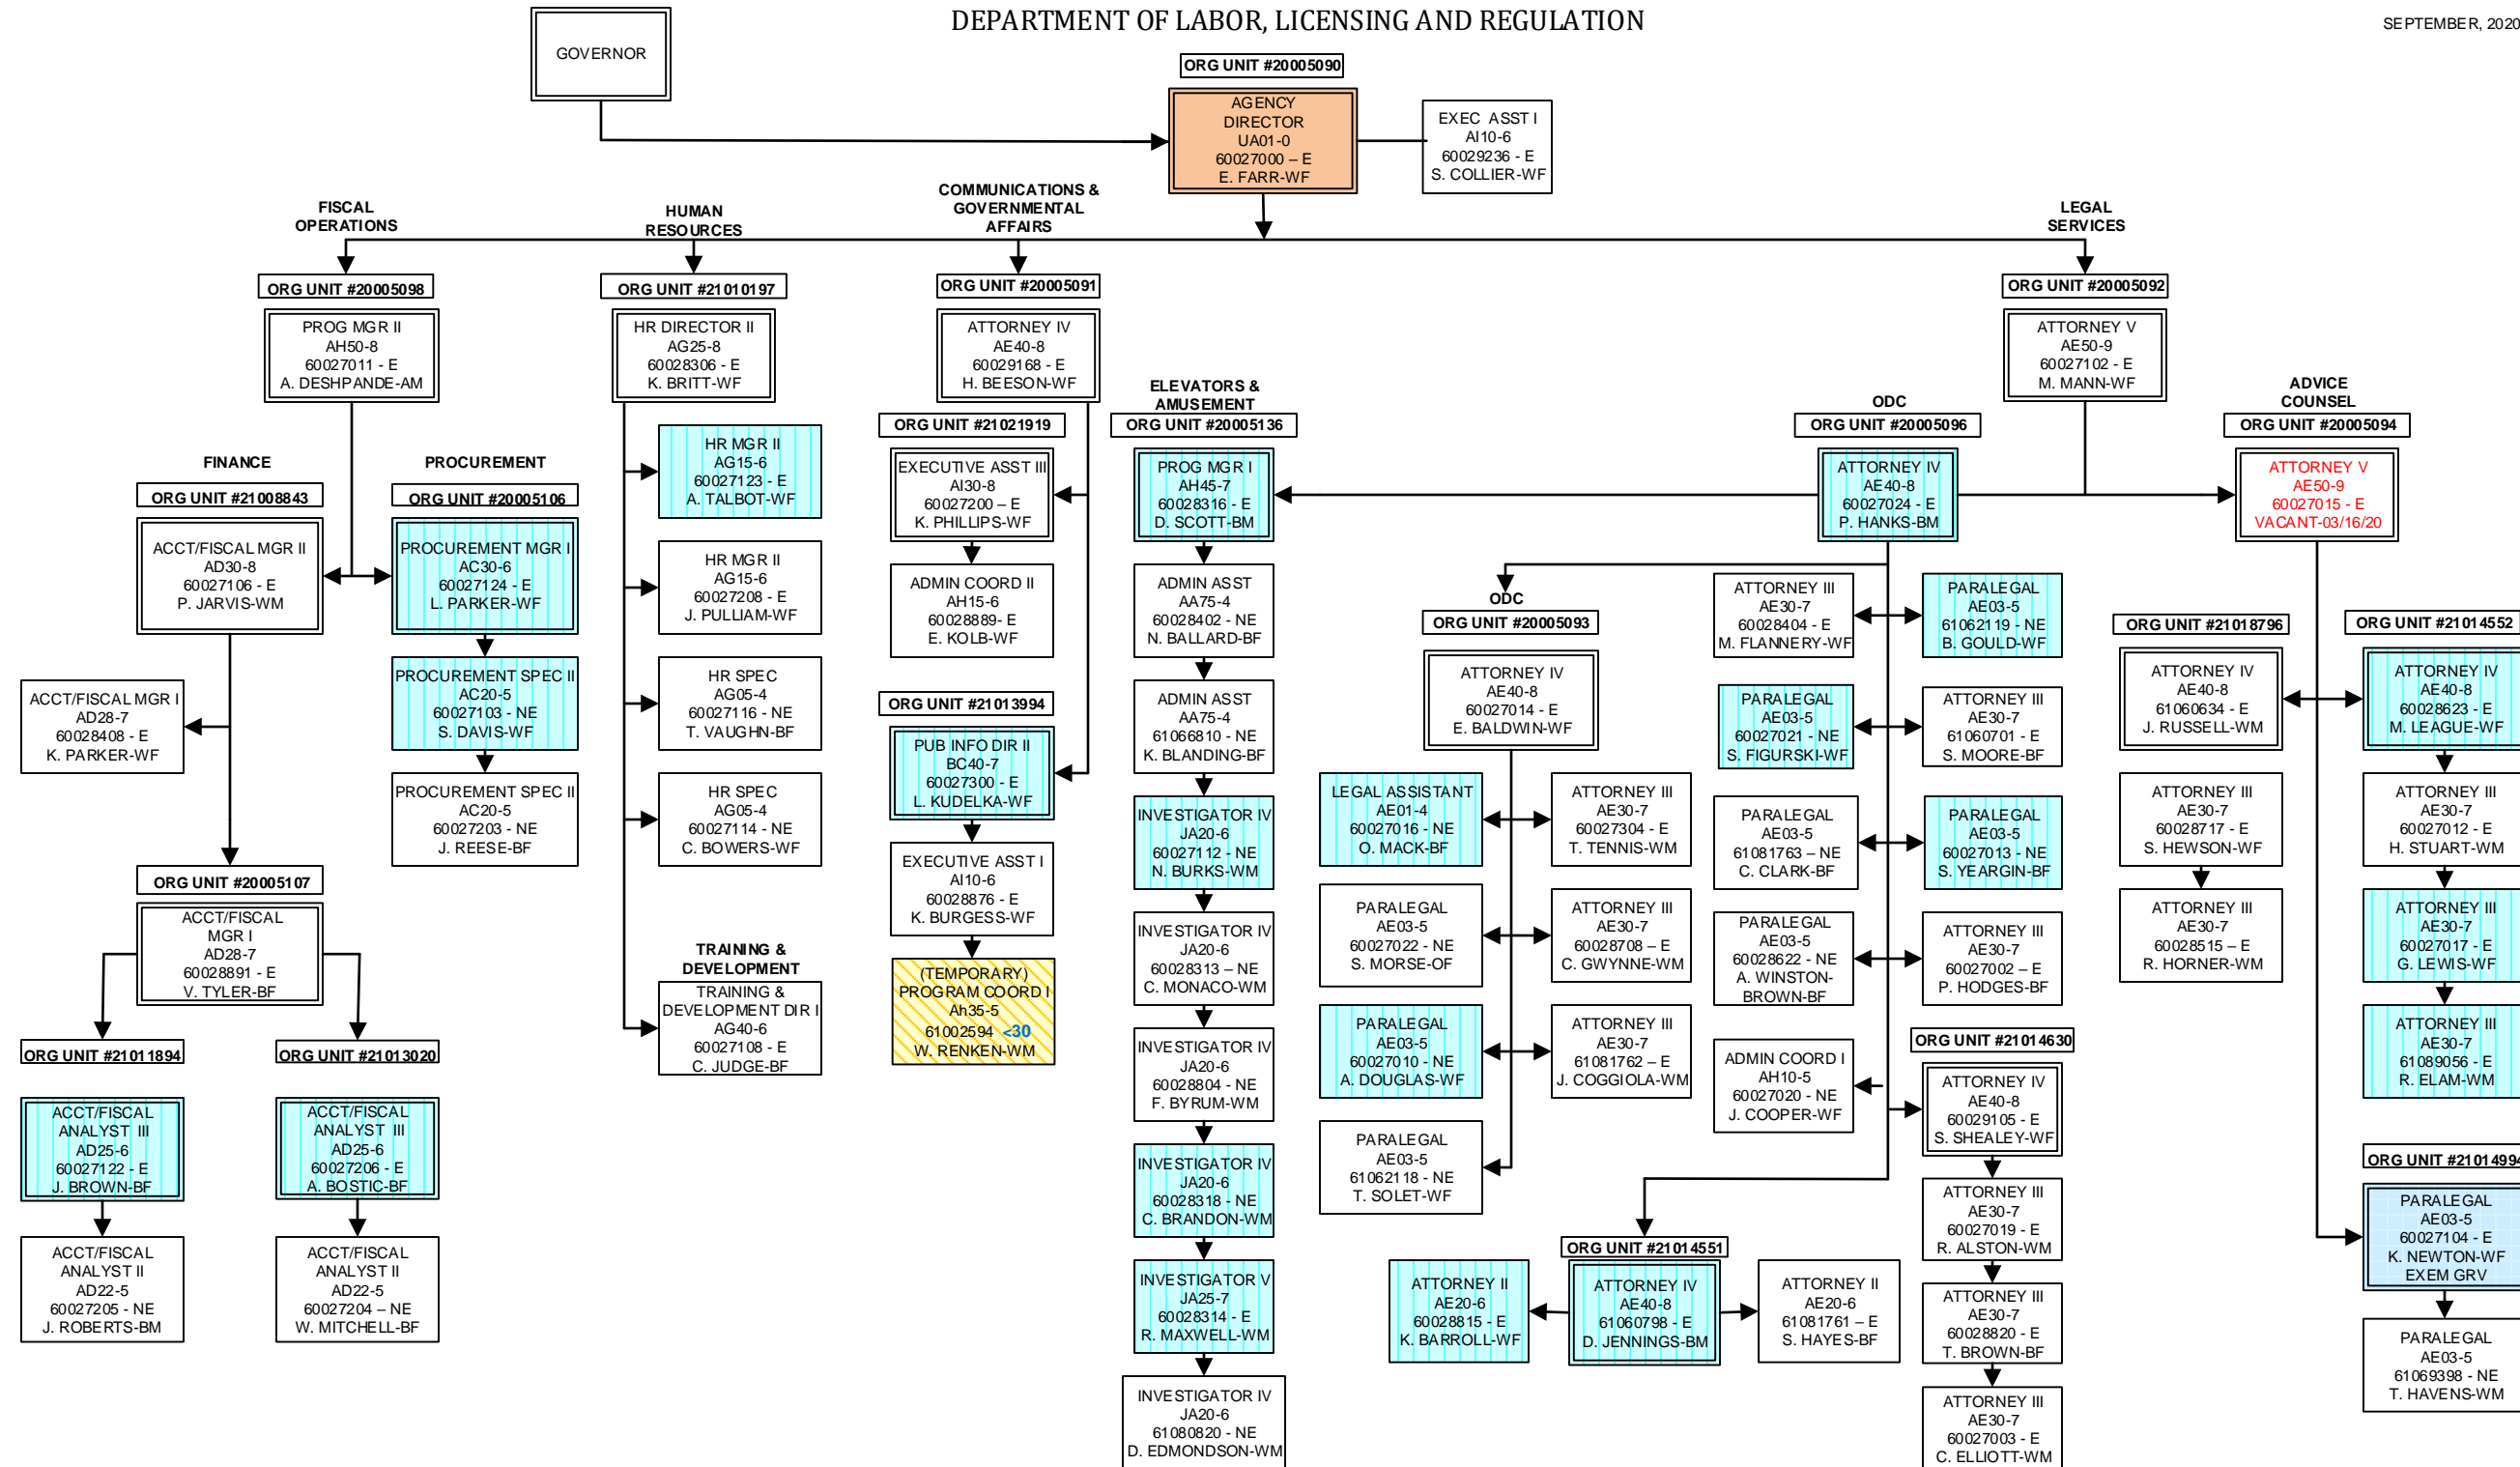 DEPARTMENT OF LABOR, LICENSING AND REGULATION
SEPTEMBER, 2020
GOVERNOR
ORG UNIT #20005090
AGENCY
DIRECTOR
UA01-0
60027000 – E
E. FARR-WF
EXEC ASST I
AI10-6
60029236 - E
S. COLLIER-WF
FISCAL
OPERATIONS
ORG UNIT #20005098
PROG MGR II
AH50-8
60027011 - E
A. DESHPANDE-AM
FINANCE
ORG UNIT #21008843
ACCT/FISCAL MGR II
AD30-8
60027106 - E
P. JARVIS-WM
ACCT/FISCAL MGR I
AD28-7
60028408 - E
K. PARKER-WF
ORG UNIT #20005107
ACCT/FISCAL
MGR I
AD28-7
60028891 - E
V. TYLER-BF
ORG UNIT #21011894
ACCT/FISCAL
ANALYST III
AD25-6
60027122 - E
J. BROWN-BF
ACCT/FISCAL
ANALYST II
AD22-5
60027205 - NE
J. ROBERTS-BM
ORG UNIT #21013020
ACCT/FISCAL
ANALYST III
AD25-6
60027206 - E
A. BOSTIC-BF
ACCT/FISCAL
ANALYST II
AD22-5
60027204 – NE
W. MITCHELL-BF
PROCUREMENT
ORG UNIT #20005106
PROCUREMENT MGR I
AC30-6
60027124 - E
L. PARKER-WF
PROCUREMENT SPEC II
AC20-5
60027103 - NE
S. DAVIS-WF
PROCUREMENT SPEC II
AC20-5
60027203 - NE
J. REESE-BF
HUMAN
RESOURCES
ORG UNIT #21010197
HR DIRECTOR II
AG25-8
60028306 - E
K. BRITT-WF
HR MGR II
AG15-6
60027123 - E
A. TALBOT-WF
HR MGR II
AG15-6
60027208 - E
J. PULLIAM-WF
HR SPEC
AG05-4
60027116 - NE
T. VAUGHN-BF
HR SPEC
AG05-4
60027114 - NE
C. BOWERS-WF
TRAINING &
DEVELOPMENT
TRAINING &
DEVELOPMENT DIR I
AG40-6
60027108 - E
C. JUDGE-BF
COMMUNICATIONS &
GOVERNMENTAL
AFFAIRS
ORG UNIT #20005091
ATTORNEY IV
AE40-8
60029168 - E
H. BEESON-WF
ORG UNIT #21021919
EXECUTIVE ASST III
AI30-8
60027200 – E
K. PHILLIPS-WF
ADMIN COORD II
AH15-6
60028889- E
E. KOLB-WF
ORG UNIT #21013994
PUB INFO DIR II
BC40-7
60027300 - E
L. KUDELKA-WF
EXECUTIVE ASST I
AI10-6
60028876 - E
K. BURGESS-WF
(TEMPORARY)
PROGRAM COORD I
Ah35-5
61002594 <30
W. RENKEN-WM
ELEVATORS &
AMUSEMENT
ORG UNIT #20005136
PROG MGR I
AH45-7
60028316 - E
D. SCOTT-BM
ADMIN ASST
AA75-4
60028402 - NE
N. BALLARD-BF
ADMIN ASST
AA75-4
61066810 - NE
K. BLANDING-BF
INVESTIGATOR IV
JA20-6
60027112 - NE
N. BURKS-WM
INVESTIGATOR IV
JA20-6
60028313 – NE
C. MONACO-WM
INVESTIGATOR IV
JA20-6
60028804 - NE
F. BYRUM-WM
INVESTIGATOR IV
JA20-6
60028318 - NE
C. BRANDON-WM
INVESTIGATOR V
JA25-7
60028314 - E
R. MAXWELL-WM
INVESTIGATOR IV
JA20-6
61080820 - NE
D. EDMONDSON-WM
LEGAL
SERVICES
ORG UNIT #20005092
ATTORNEY V
AE50-9
60027102 - E
M. MANN-WF
ODC
ORG UNIT #20005096
ATTORNEY IV
AE40-8
60027024 - E
P. HANKS-BM
ODC
ORG UNIT #20005093
ATTORNEY IV
AE40-8
60027014 - E
E. BALDWIN-WF
LEGAL ASSISTANT
AE01-4
60027016 - NE
O. MACK-BF
ATTORNEY III
AE30-7
60027304 - E
T. TENNIS-WM
PARALEGAL
AE03-5
60027022 - NE
S. MORSE-OF
ATTORNEY III
AE30-7
60028708 – E
C. GWYNNE-WM
PARALEGAL
AE03-5
60027010 - NE
A. DOUGLAS-WF
ATTORNEY III
AE30-7
61081762 – E
J. COGGIOLA-WM
PARALEGAL
AE03-5
61062118 - NE
T. SOLET-WF
ATTORNEY III
AE30-7
60028404 - E
M. FLANNERY-WF
PARALEGAL
AE03-5
61062119 - NE
B. GOULD-WF
PARALEGAL
AE03-5
60027021 - NE
S. FIGURSKI-WF
ATTORNEY III
AE30-7
61060701 - E
S. MOORE-BF
PARALEGAL
AE03-5
61081763 – NE
C. CLARK-BF
PARALEGAL
AE03-5
60027013 - NE
S. YEARGIN-BF
PARALEGAL
AE03-5
60028622 - NE
A. WINSTON-
BROWN-BF
ATTORNEY III
AE30-7
60027002 – E
P. HODGES-BF
ADMIN COORD I
AH10-5
60027020 - NE
J. COOPER-WF
ORG UNIT #21014630
ATTORNEY IV
AE40-8
60029105 - E
S. SHEALEY-WF
ATTORNEY III
AE30-7
60027019 - E
R. ALSTON-WM
ATTORNEY III
AE30-7
60028820 - E
T. BROWN-BF
ATTORNEY III
AE30-7
60027003 - E
C. ELLIOTT-WM
ORG UNIT #21014551
ATTORNEY II
AE20-6
60028815 - E
K. BARROLL-WF
ATTORNEY IV
AE40-8
61060798 - E
D. JENNINGS-BM
ATTORNEY II
AE20-6
61081761 – E
S. HAYES-BF
ADVICE
COUNSEL
ORG UNIT #20005094
ATTORNEY V
AE50-9
60027015 - E
VACANT-03/16/20
ORG UNIT #21018796
ATTORNEY IV
AE40-8
61060634 - E
J. RUSSELL-WM
ATTORNEY III
AE30-7
60028717 - E
S. HEWSON-WF
ATTORNEY III
AE30-7
60028515 – E
R. HORNER-WM
ORG UNIT #21014552
ATTORNEY IV
AE40-8
60028623 – E
M. LEAGUE-WF
ATTORNEY III
AE30-7
60027012 - E
H. STUART-WM
ATTORNEY III
AE30-7
60027017 - E
G. LEWIS-WF
ATTORNEY III
AE30-7
61089056 - E
R. ELAM-WM
ORG UNIT #21014994
PARALEGAL
AE03-5
60027104 - E
K. NEWTON-WF
EXEM GRV
PARALEGAL
AE03-5
61069398 - NE
T. HAVENS-WM